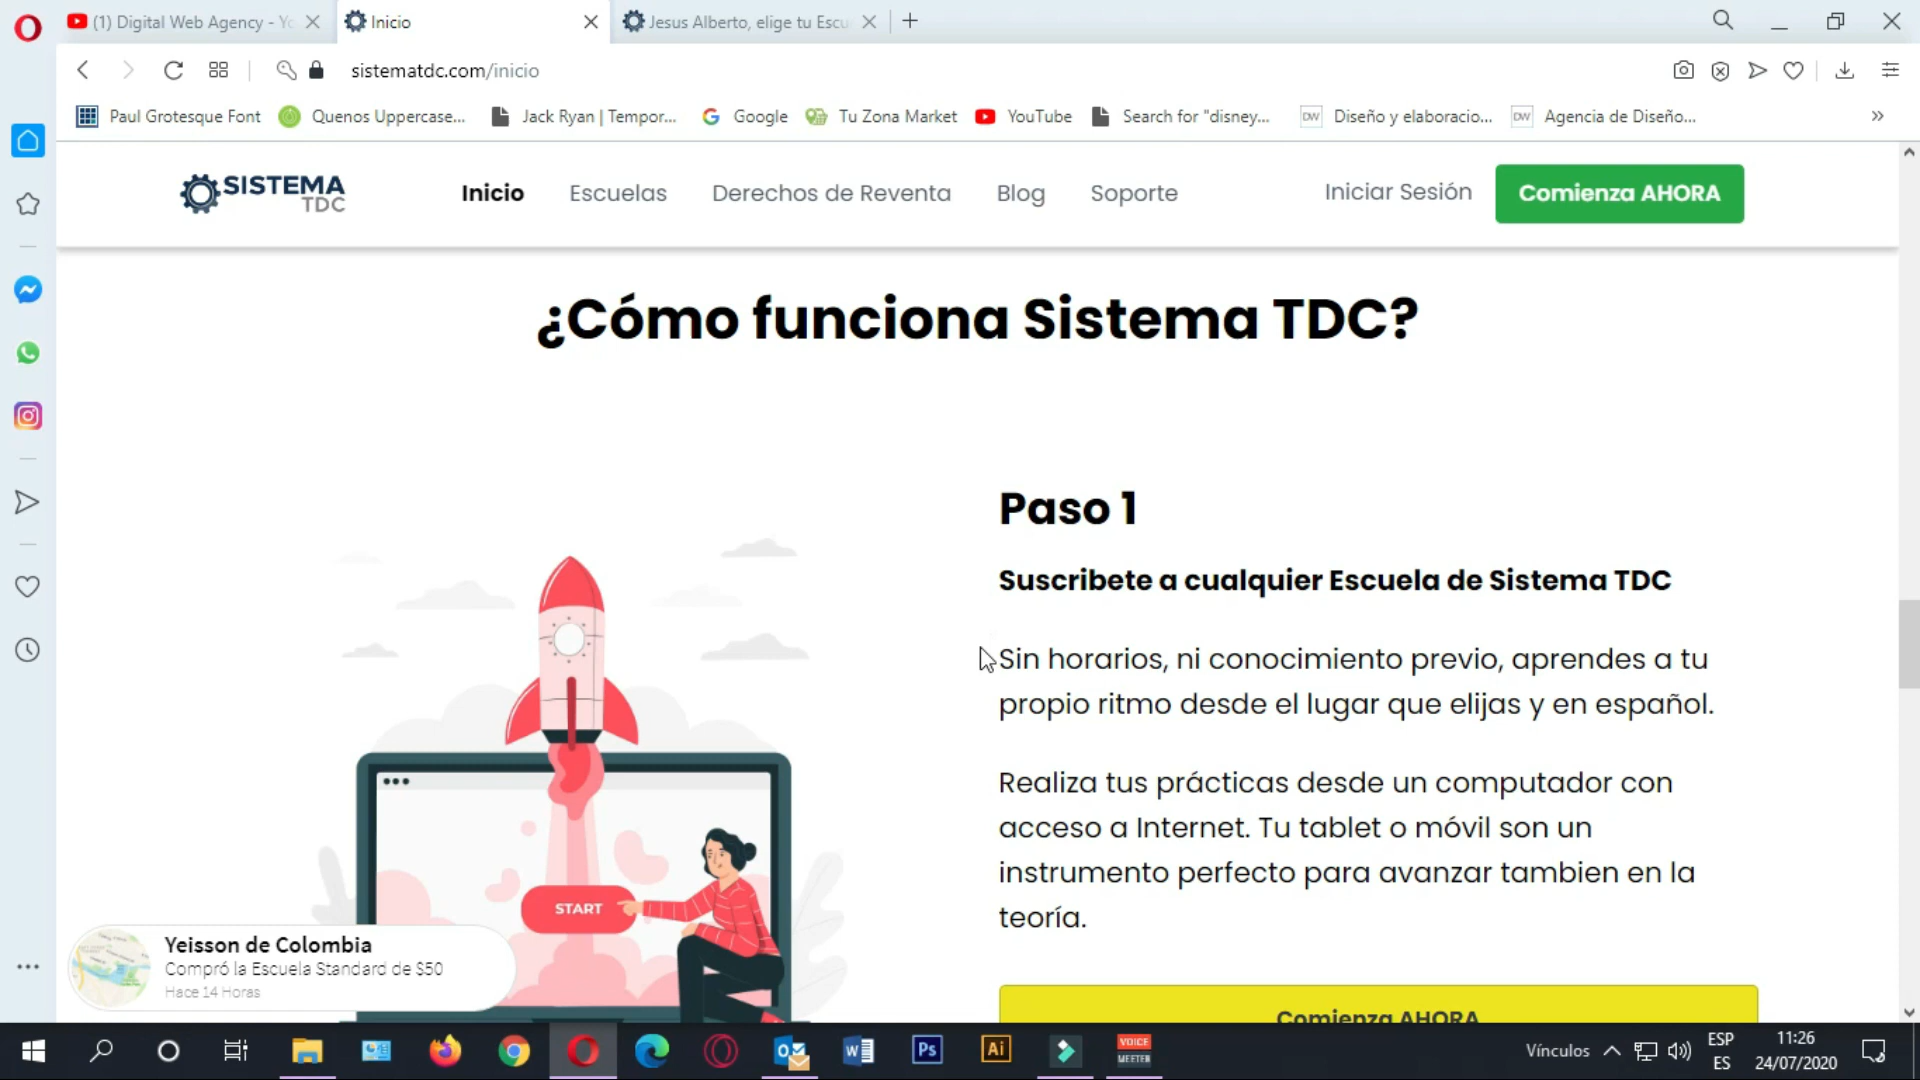 (1) Digital Web Agency - Yo
Inicio
Jesus Alberto, elige tu Escu
sistematdc.com/inicio
Paul Grotesque Font
Quenos Uppercase...
Jack Ryan | Tempor...
Google
Tu Zona Market
YouTube
Search for "disney...
DW
Diseño y elaboracio...
DW
Agencia de Diseño...
SISTEMA
TDC
Inicio
Escuelas
Derechos de Reventa
Blog
Soporte
Iniciar Sesión
Comienza AHORA
¿Cómo funciona Sistema TDC?
Paso 1
Suscribete a cualquier Escuela de Sistema TDC
Sin horarios, ni conocimiento previo, aprendes a tu
propio ritmo desde el lugar que elijas y en español.
Realiza tus prácticas desde un computador con
acceso a Internet. Tu tablet o móvil son un
instrumento perfecto para avanzar tambien en la
teoría.
Comienza AHORA
START
Yeisson de Colombia
Compró la Escuela Standard de $50
Hace 14 Horas
Ps
Ai
VOICE
MEETER
Vínculos
ESP
ES
11:26
24/07/2020